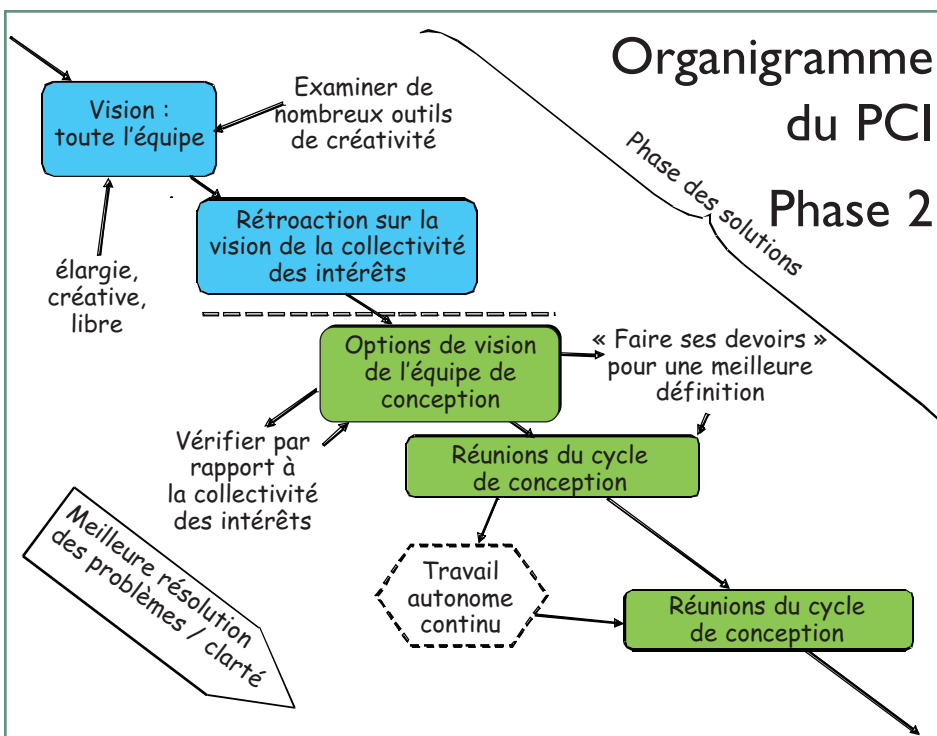 Organigramme
du PCI
Phase 2
Vision :
toute l'équipe
Examiner de
nombreux outils
de créativité
Phase des solutions
Rétroaction sur la
vision de la collectivité
des intérêts
élargie,
créative,
libre
Options de vision
de l'équipe de
conception
« Faire ses devoirs »
pour une meilleure
définition
Vérifier par
rapport à
la collectivité
des intérêts
Réunions du cycle
de conception
Meilleure résolution
des problèmes / clarté
Travail
autonome
continu
Réunions du cycle
de conception